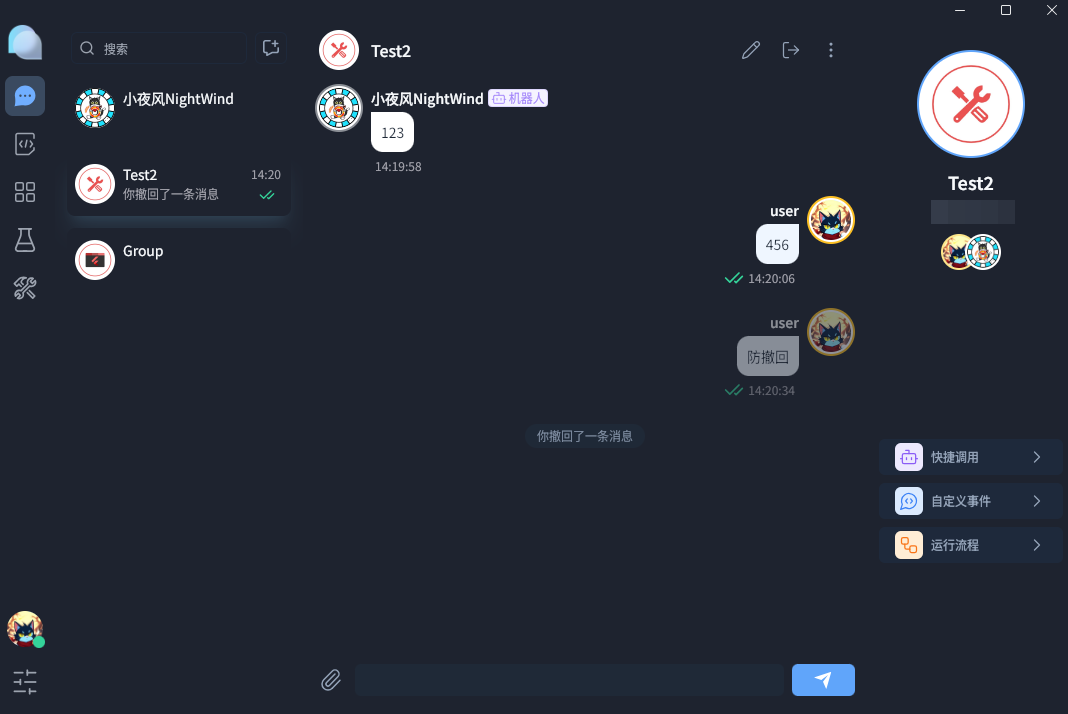 搜索
小夜风NightWind
Test2
14:20
你撤回了一条消息
Group
Test2
小夜风NightWind 机器人
123
14:19:58
user
456
14:20:06
user
防撤回
14:20:34
你撤回了一条消息
Test2
快捷调用
自定义事件
运行流程